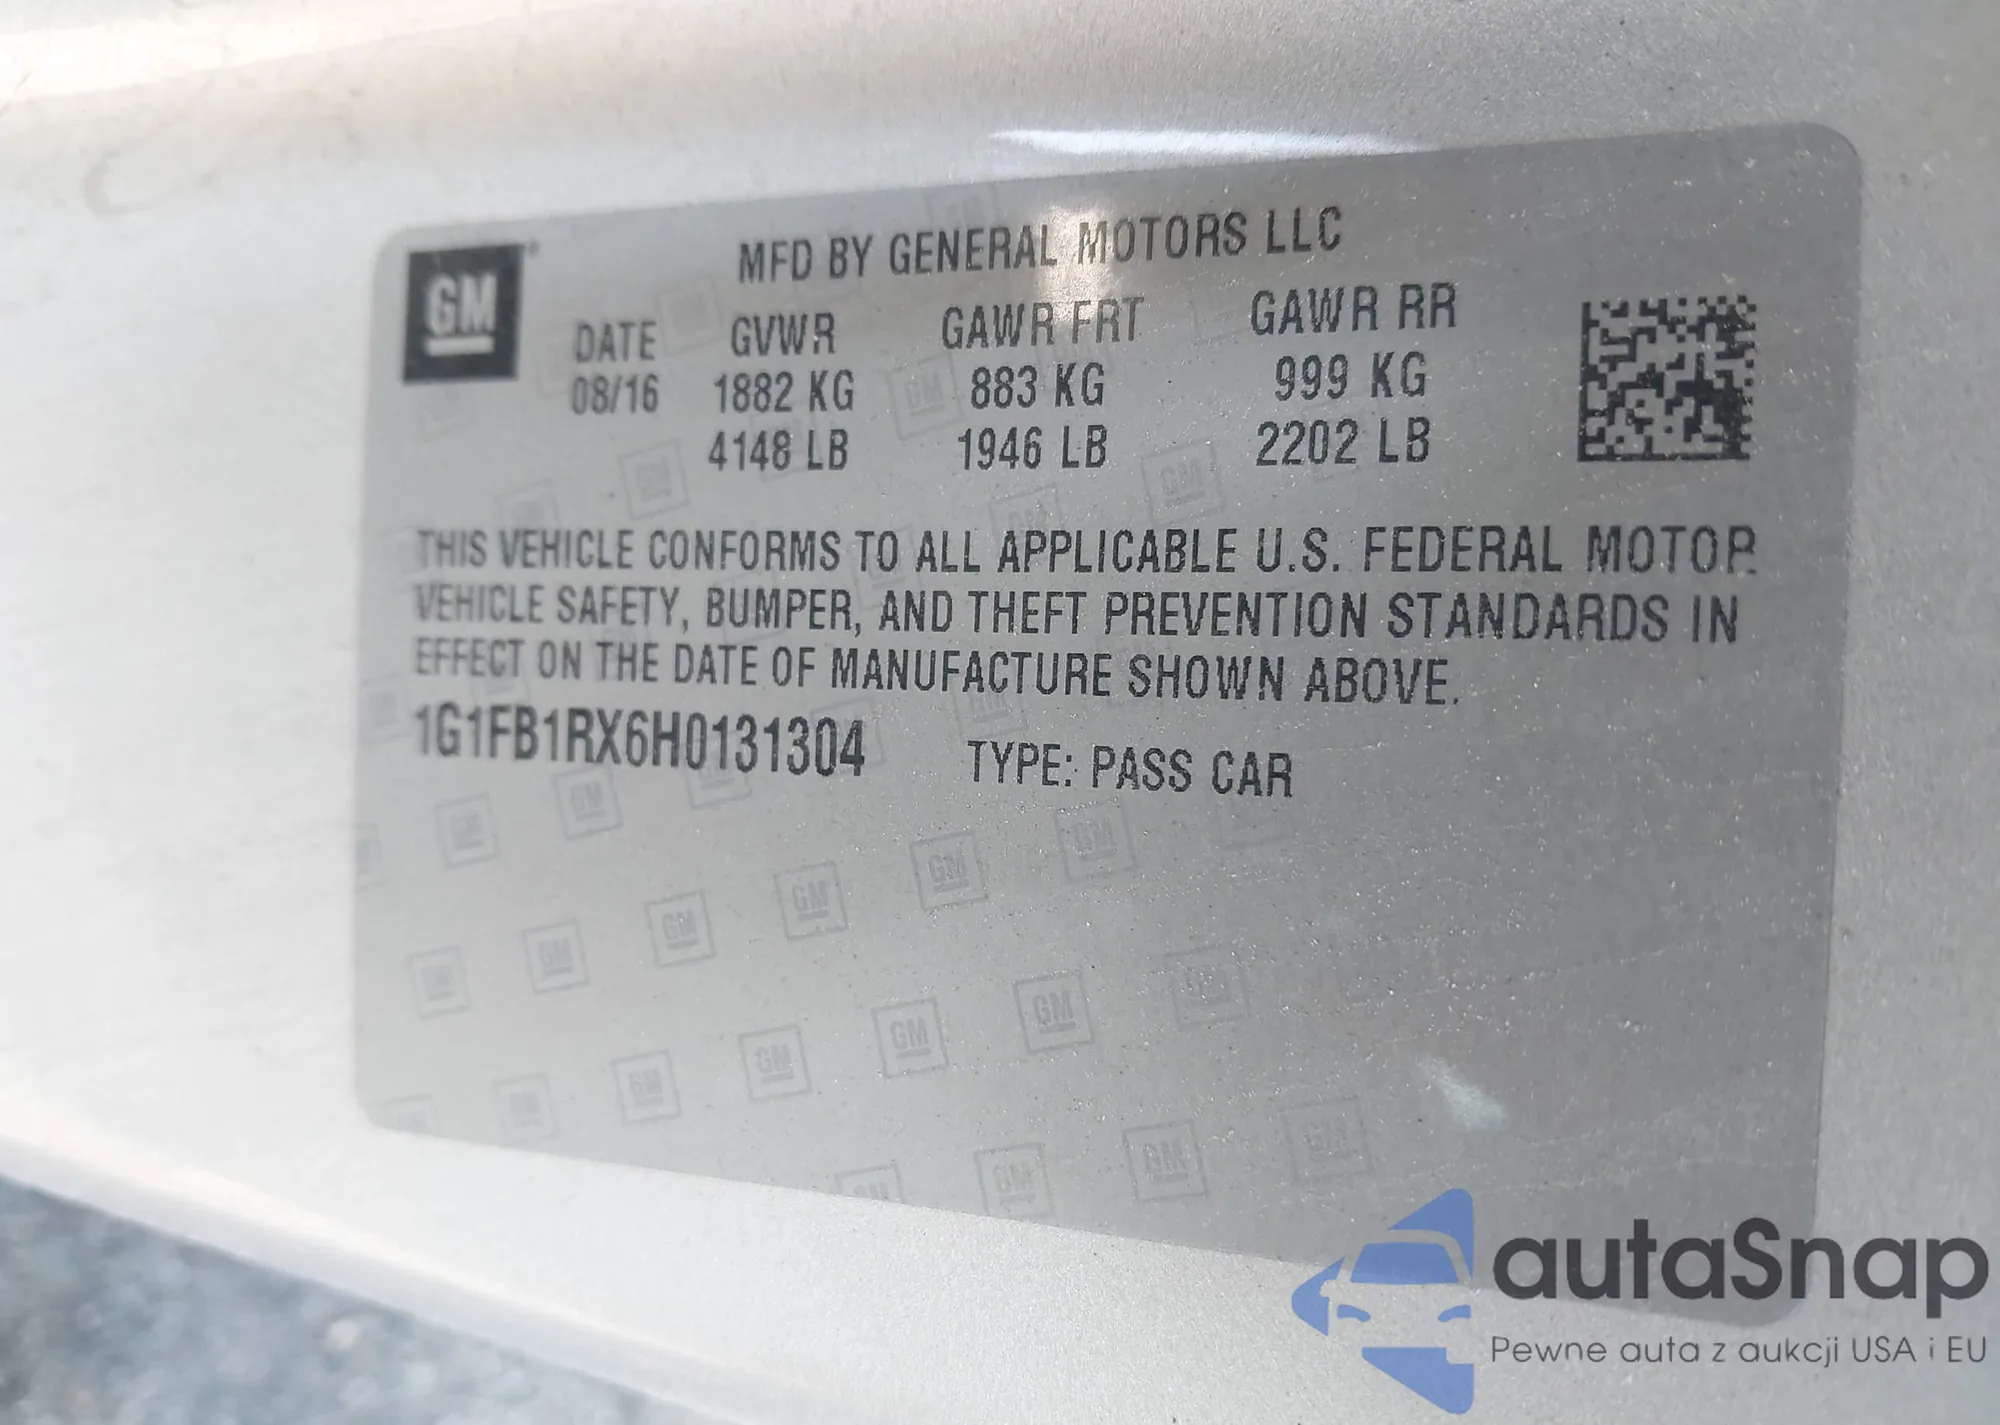 GM
MFD BY GENERAL MOTORS LLC
DATE GVWR GAWR FRT GAWR RR
08/16 1882 KG 883 KG 999 KG
4148 LB 1946 LB 2202 LB
THIS VEHICLE CONFORMS TO ALL APPLICABLE U.S. FEDERAL MOTOR
VEHICLE SAFETY, BUMPER, AND THEFT PREVENTION STANDARDS IN
EFFECT ON THE DATE OF MANUFACTURE SHOWN ABOVE.
1G1FB1RX6H0131304 TYPE: PASS CAR
autaSnap
Pewne auta z aukcji USA i EU